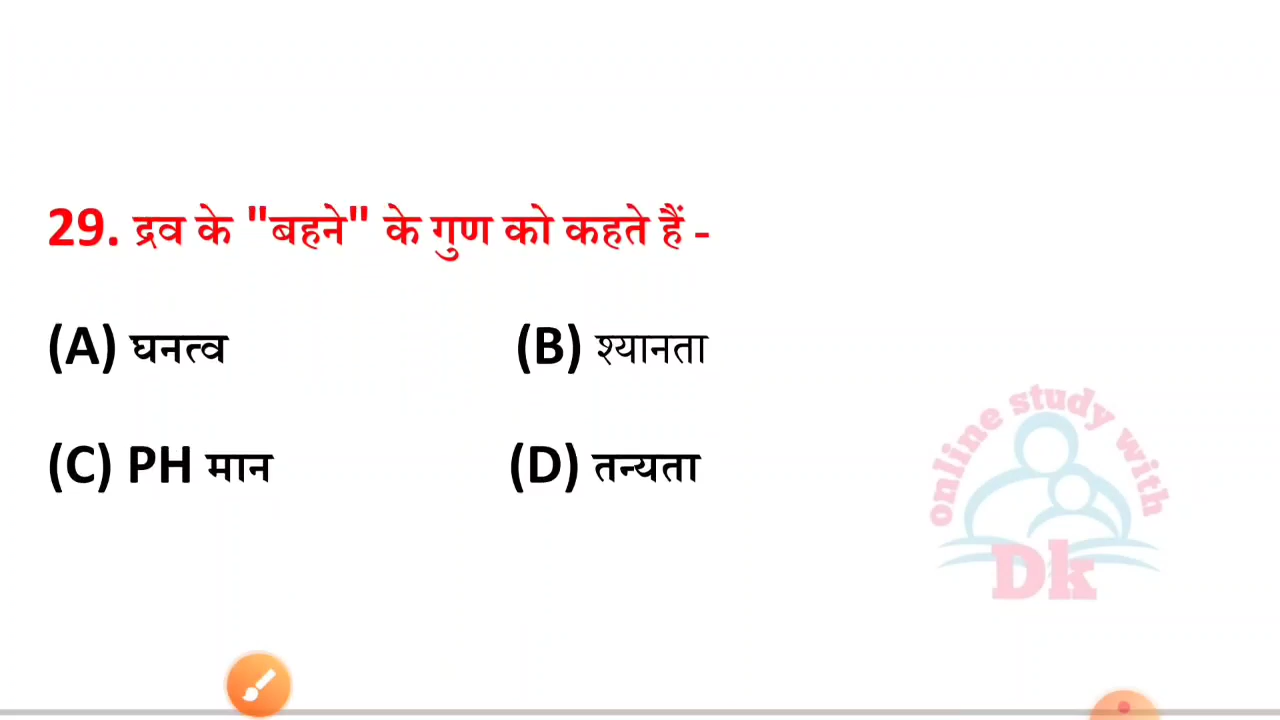 29. द्रव के "बहने" के गुण को कहते हैं -
(A) घनत्व (B) श्यानता
(C) PH मान (D) तन्यता
online study with
Dk